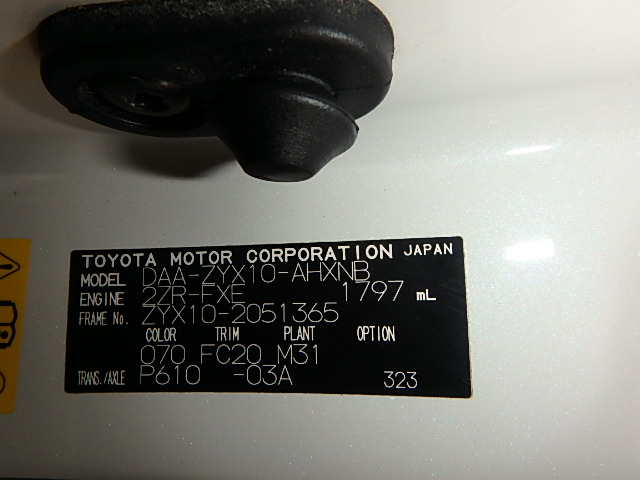 TOYOTA MOTOR CORPORATION JAPAN
MODEL DAA-ZYX10-AHXNB
ENGINE 2ZR-FXE 1797 mL
FRAME No. ZYX10-2051365
COLOR TRIM PLANT OPTION
070 FC20 M31
TRANS./AXLE P610 -03A 323